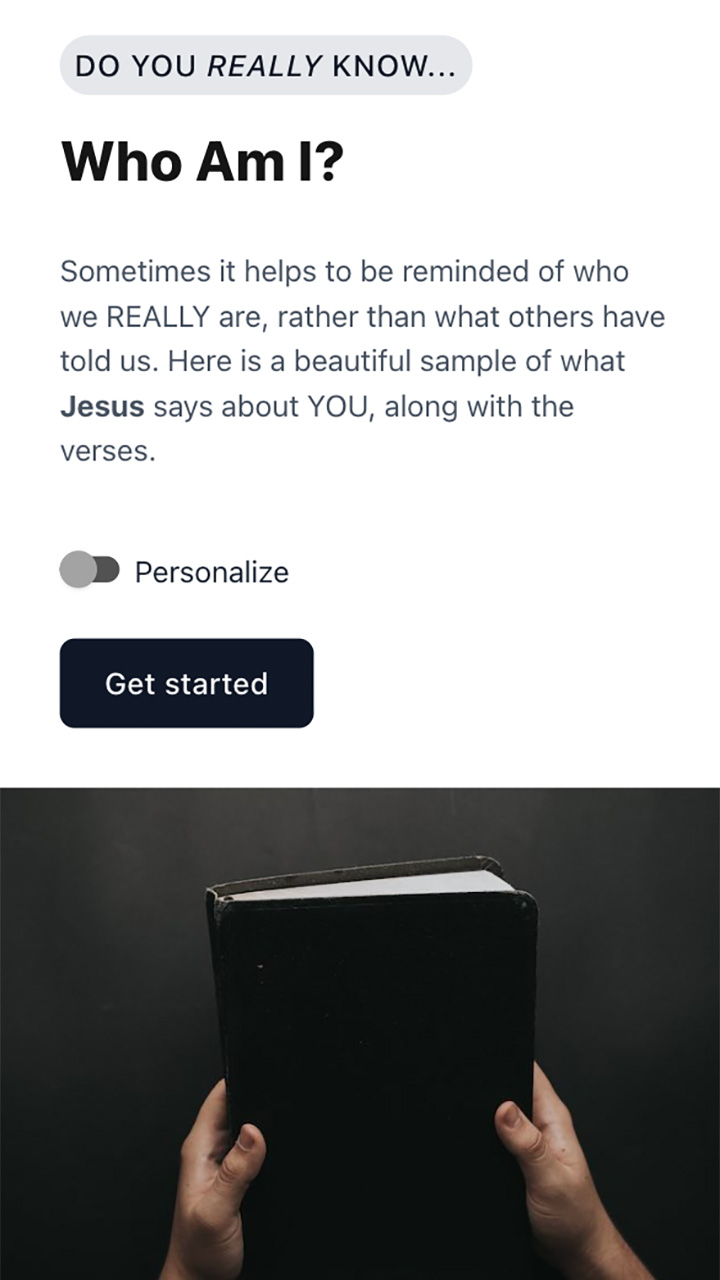 DO YOU REALLY KNOW...
Who Am I?
Sometimes it helps to be reminded of who
we REALLY are, rather than what others have
told us. Here is a beautiful sample of what
Jesus says about YOU, along with the
verses.
Personalize
Get started